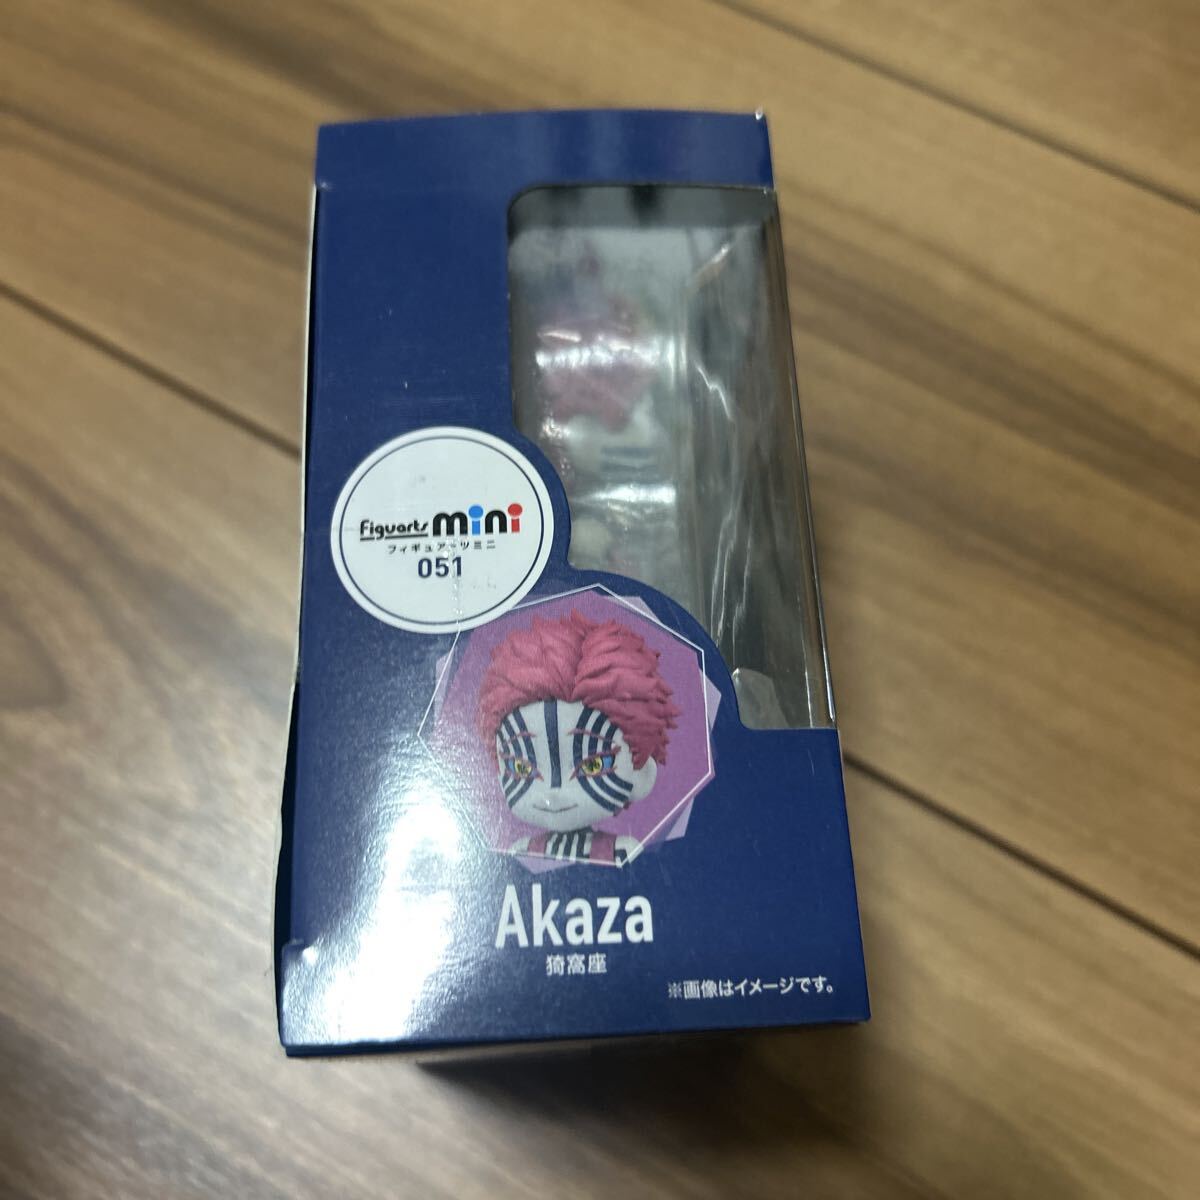 Figuarts mini
フィギュアーツミニ
051
Akaza
猗窩座
※画像はイメージです。